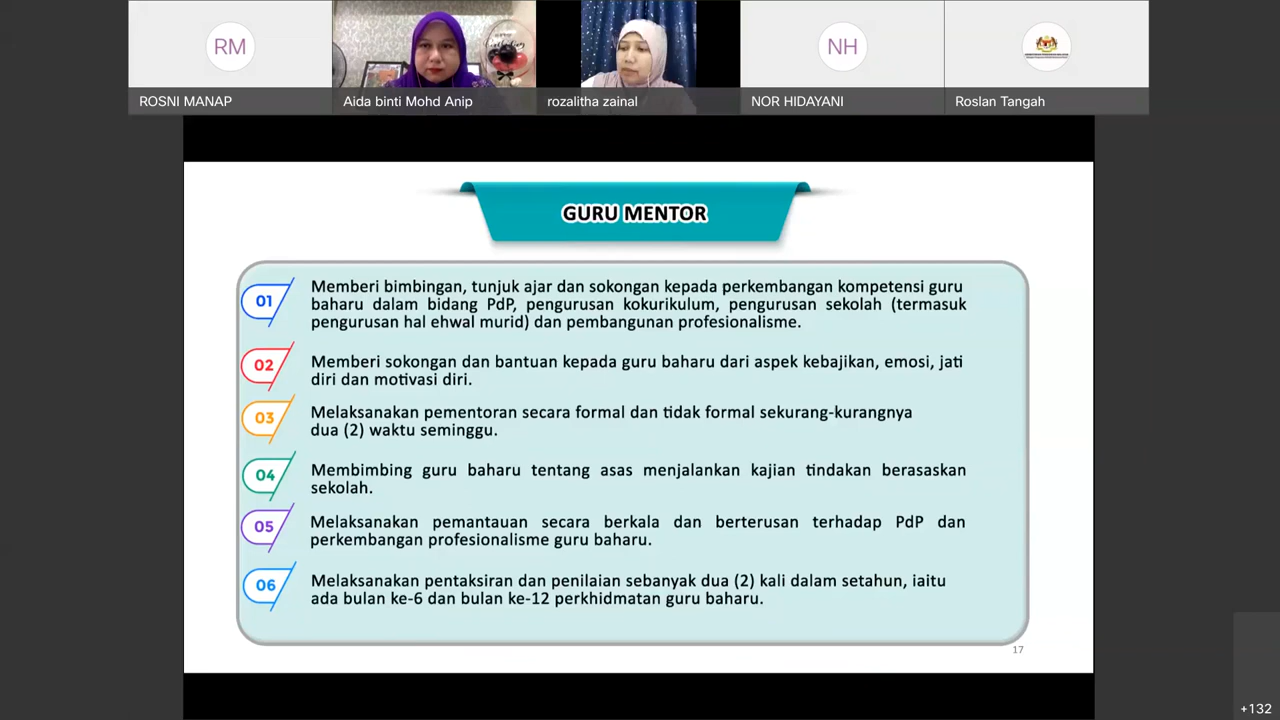 RM
NH
ROSNI MANAP
Aida binti Mohd Anip
rozalitha zainal
NOR HIDAYANI
Roslan Tangah
GURU MENTOR
01
Memberi bimbingan, tunjuk ajar dan sokongan kepada perkembangan kompetensi guru
baharu dalam bidang PdP, pengurusan kokurikulum, pengurusan sekolah (termasuk
pengurusan hal ehwal murid) dan pembangunan profesionalisme.
02
Memberi sokongan dan bantuan kepada guru baharu dari aspek kebajikan, emosi, jati
diri dan motivasi diri.
03
Melaksanakan pementoran secara formal dan tidak formal sekurang-kurangnya
dua (2) waktu seminggu.
04
Membimbing guru baharu tentang asas menjalankan kajian tindakan berasaskan
sekolah.
05
Melaksanakan pemantauan secara berkala dan berterusan terhadap PdP dan
perkembangan profesionalisme guru baharu.
06
Melaksanakan pentaksiran dan penilaian sebanyak dua (2) kali dalam setahun, iaitu
ada bulan ke-6 dan bulan ke-12 perkhidmatan guru baharu.
17
+132